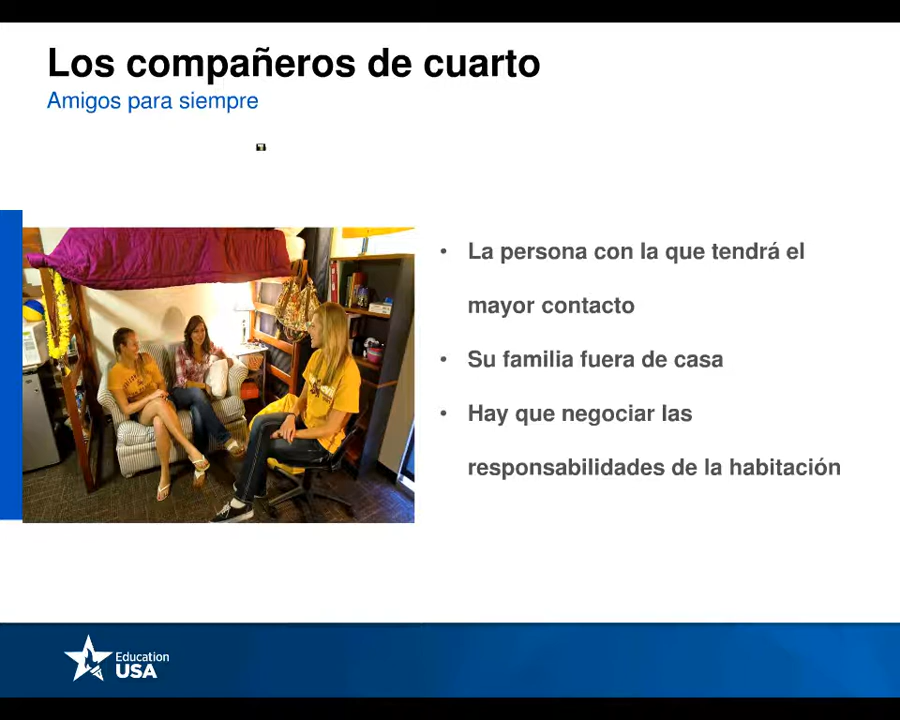 Los compañeros de cuarto
Amigos para siempre
• La persona con la que tendrá el
mayor contacto
• Su familia fuera de casa
• Hay que negociar las
responsabilidades de la habitación
Education
USA